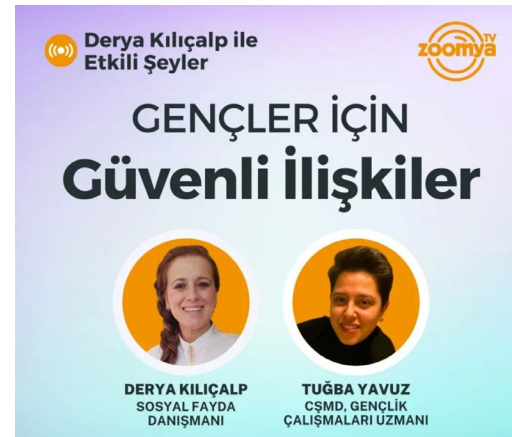 Derya Kılıçalp ile
Etkili Şeyler
zoomya TV
GENÇLER İÇİN
Güvenli İlişkiler
DERYA KILIÇALP
SOSYAL FAYDA
DANIŞMANI
TUĞBA YAVUZ
CŞMD, GENÇLİK
ÇALIŞMALARI UZMANI